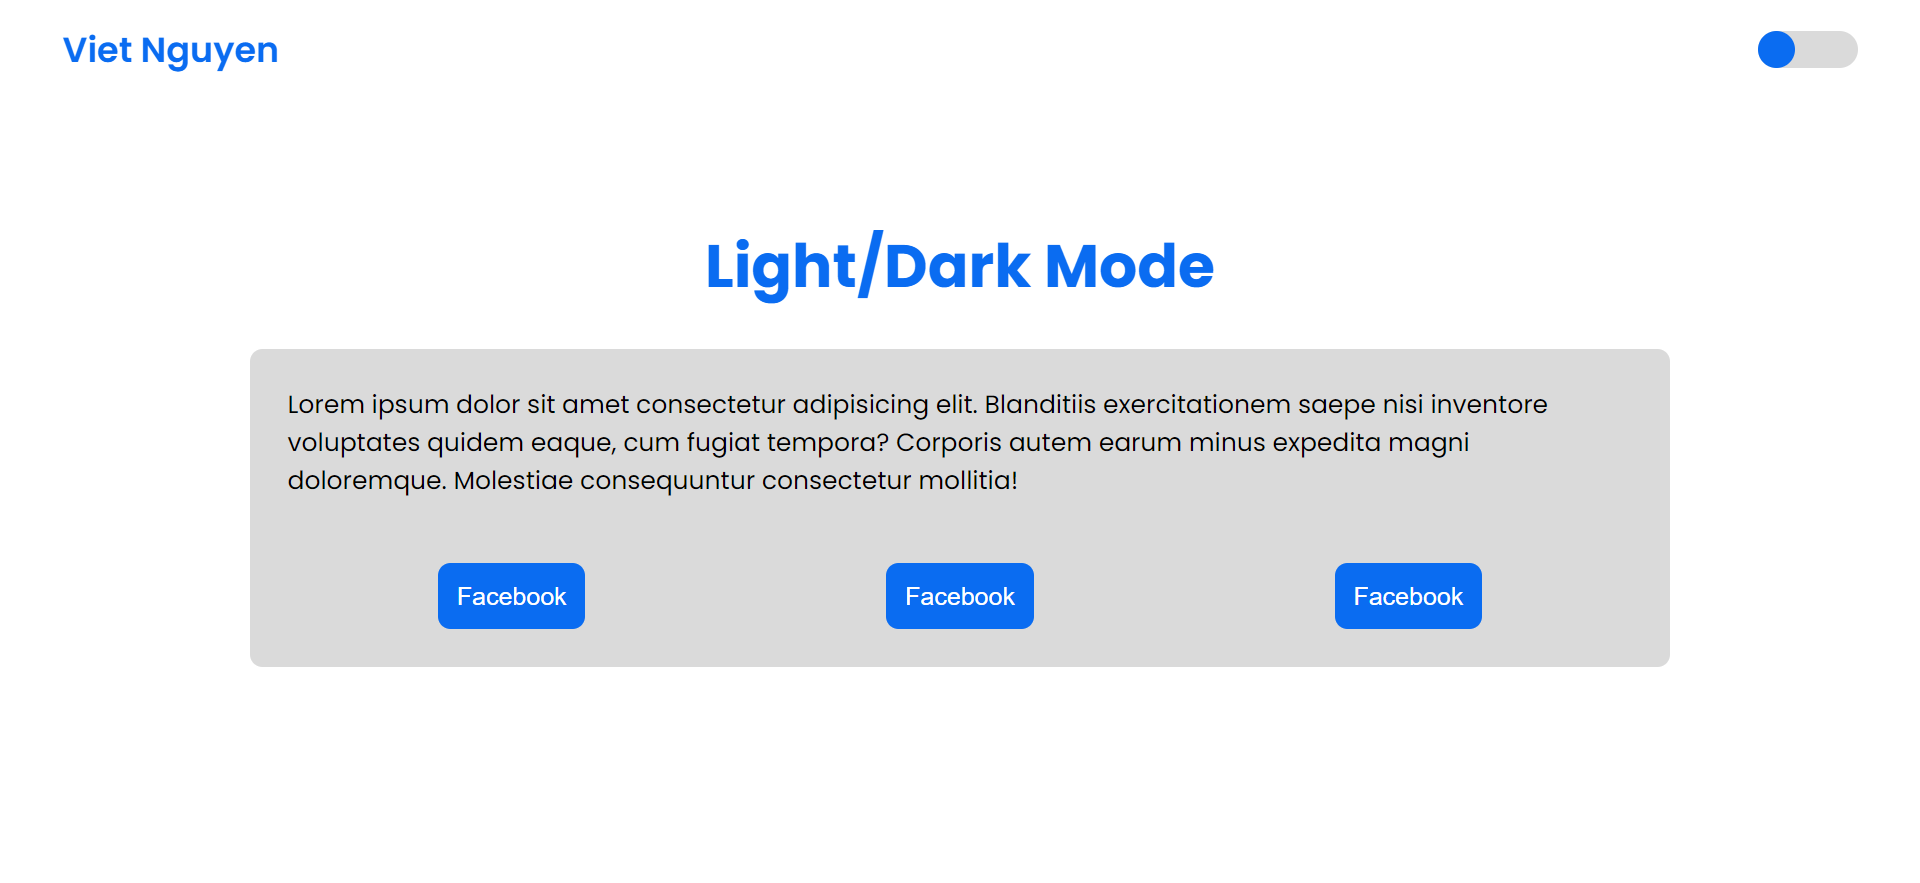 Viet Nguyen
Light/Dark Mode
Lorem ipsum dolor sit amet consectetur adipisicing elit. Blanditiis exercitationem saepe nisi inventore
voluptates quidem eaque, cum fugiat tempora? Corporis autem earum minus expedita magni
doloremque. Molestiae consequuntur consectetur mollitia!
Facebook Facebook Facebook